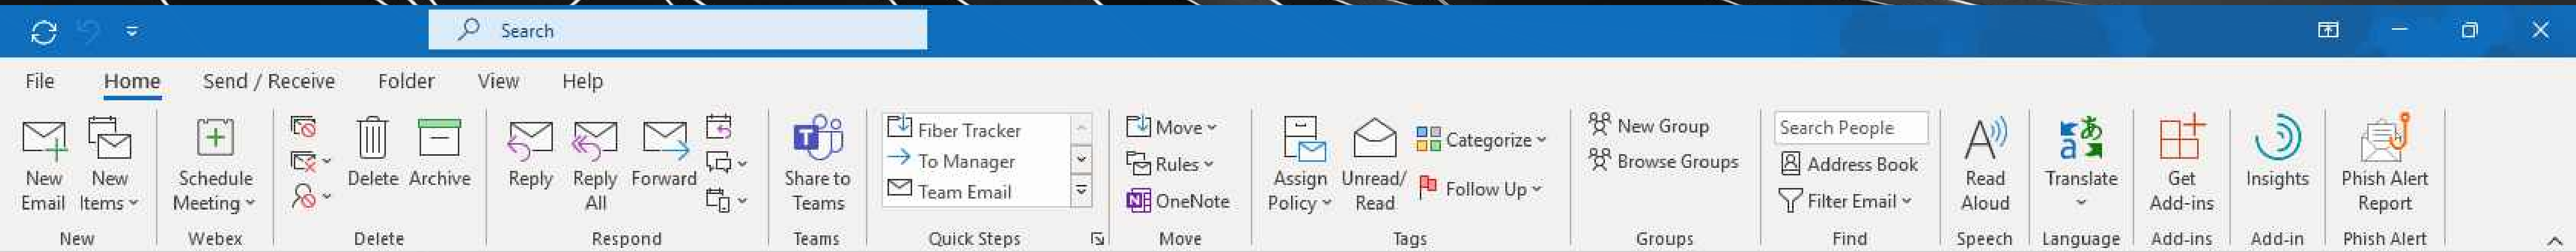 Search
File Home Send / Receive Folder View Help
New Email
New Items
New
Schedule Meeting
Webex
Delete
Archive
Delete
Reply
Reply All
Forward
Respond
Share to Teams
Teams
Fiber Tracker
To Manager
Team Email
Quick Steps
Move
Rules
OneNote
Move
Assign Policy
Unread/ Read
Categorize
Follow Up
Tags
New Group
Browse Groups
Groups
Search People
Address Book
Filter Email
Find
Read Aloud
Speech
Translate
Language
Get Add-ins
Add-ins
Insights
Add-in
Phish Alert Report
Phish Alert